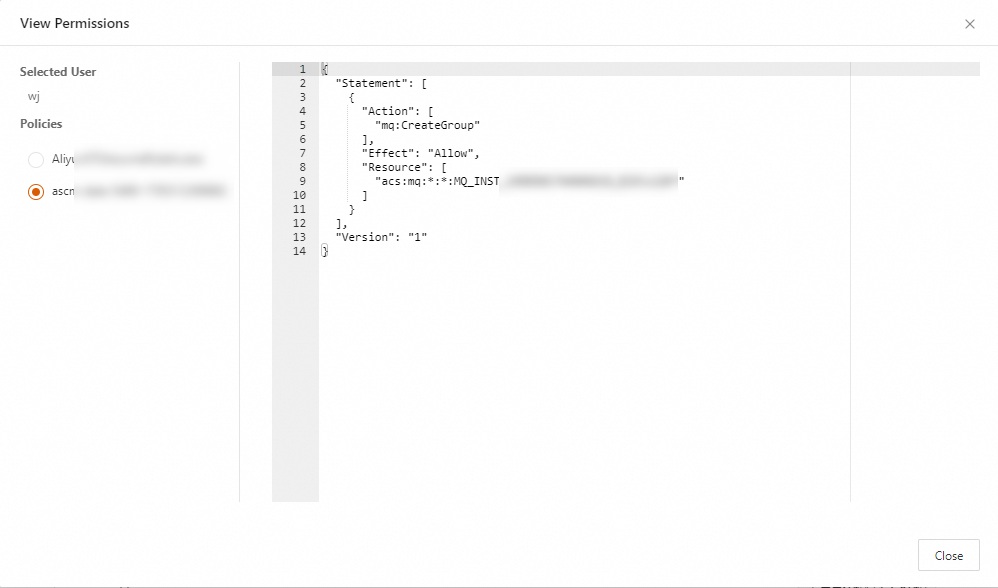 View Permissions
Selected User
wj
Policies
Aliyu
ascm
1 {
2 "Statement": [
3 {
4 "Action": [
5 "mq:CreateGroup"
6 ],
7 "Effect": "Allow",
8 "Resource": [
9 "acs:mq:*:*:MQ_INST "
10 ]
11 }
12 ],
13 "Version": "1"
14 }
Close